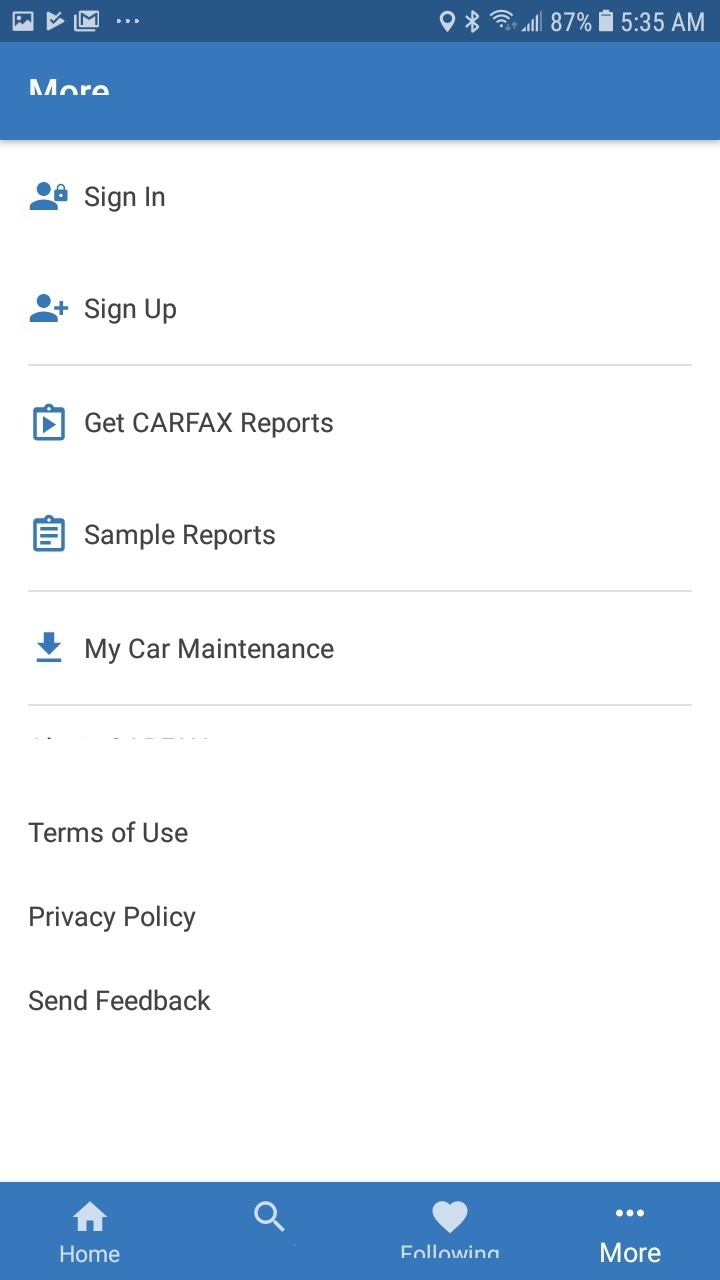 87% 5:35 AM
More
Sign In
Sign Up
Get CARFAX Reports
Sample Reports
My Car Maintenance
Terms of Use
Privacy Policy
Send Feedback
Home
Following
More